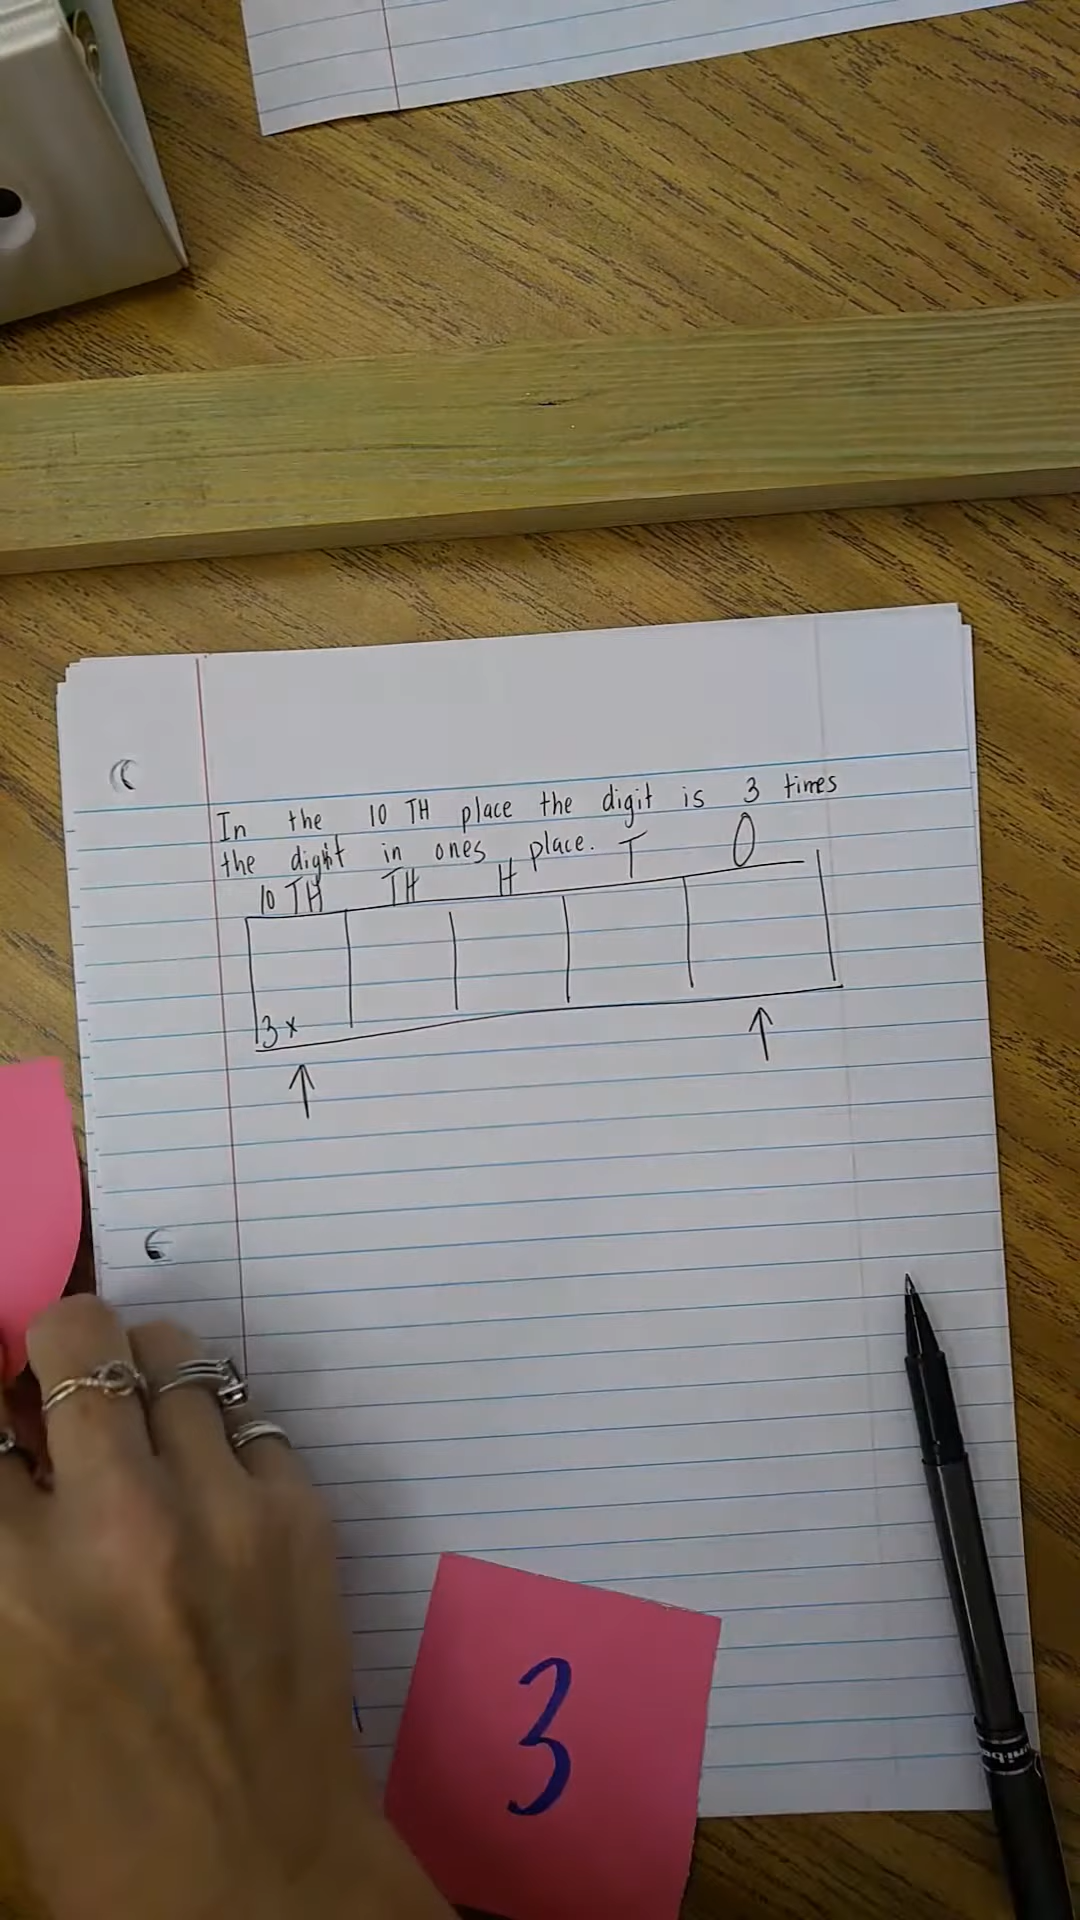 In the 10 TH place the digit is 3 times
the digit in ones place.
10 TH TH H T O
3x
3